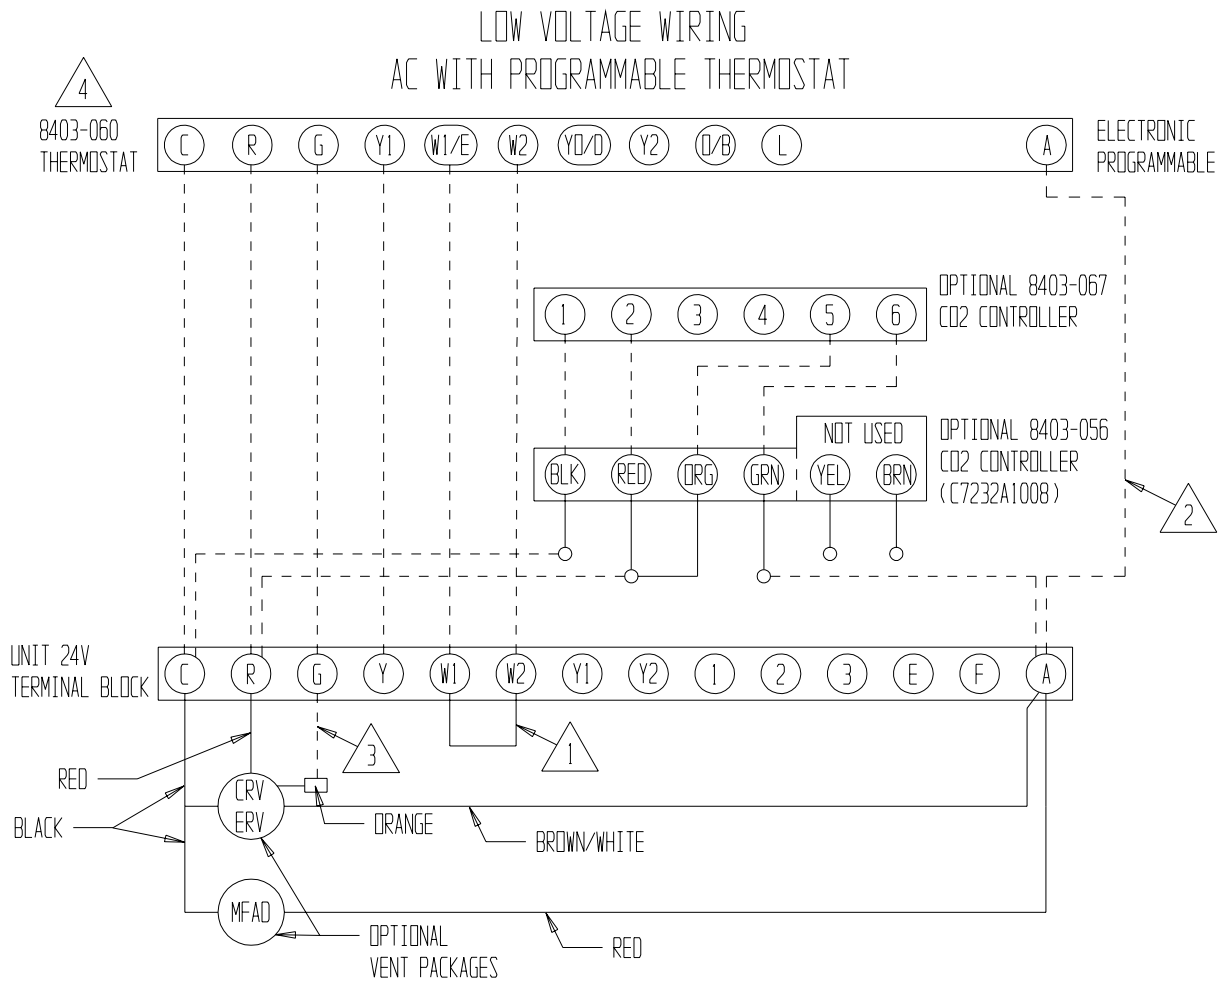 LOW VOLTAGE WIRING
AC WITH PROGRAMMABLE THERMOSTAT
4
8403-060
THERMOSTAT
C R G Y1 W1/E W2 YO/D Y2 O/B L A
ELECTRONIC
PROGRAMMABLE
1 2 3 4 5 6
OPTIONAL 8403-067
CO2 CONTROLLER
NOT USED
BLK RED ORG GRN YEL BRN
OPTIONAL 8403-056
CO2 CONTROLLER
(C7232A1008)
2
UNIT 24V
TERMINAL BLOCK
C R G Y W1 W2 Y1 Y2 1 2 3 E F A
3
1
RED
CRV
ERV
BLACK
ORANGE
BROWN/WHITE
MFAD
OPTIONAL
VENT PACKAGES
RED